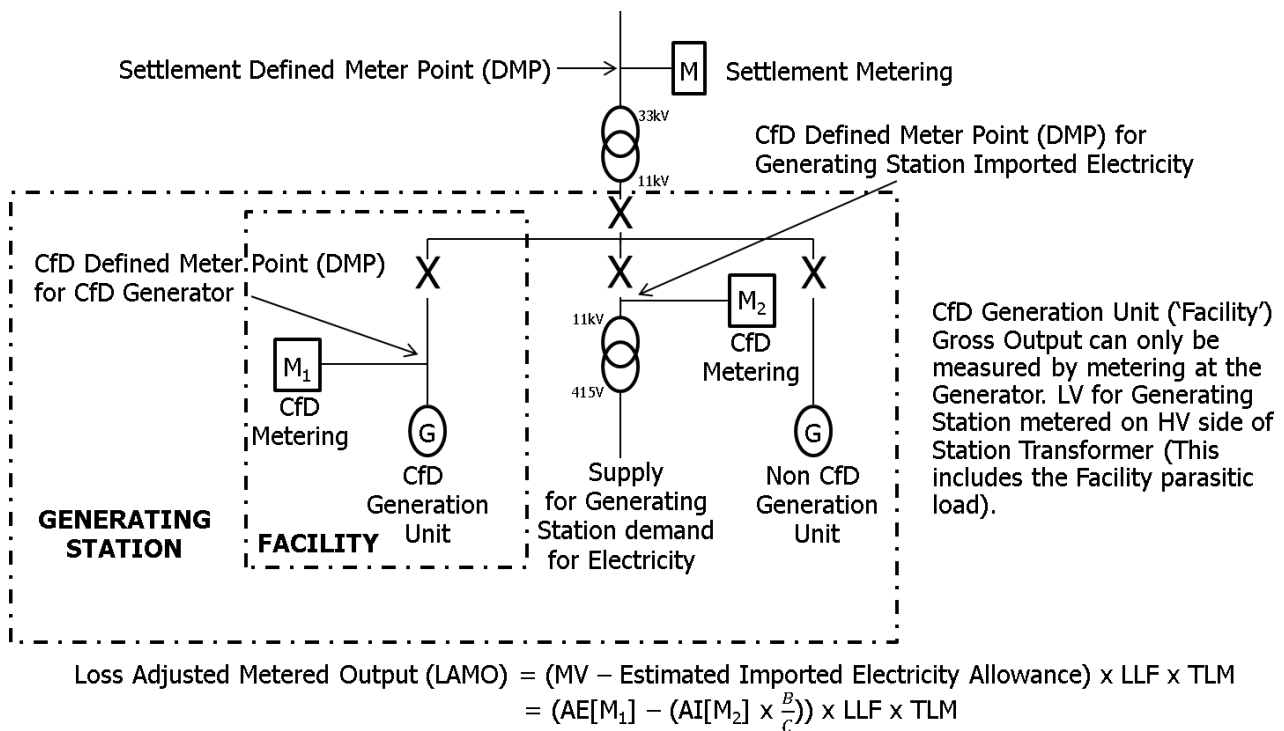 Settlement Defined Meter Point (DMP)
M
Settlement Metering
33kV
11kV
CfD Defined Meter Point (DMP) for
Generating Station Imported Electricity
X
X
X
X
CfD Defined Meter Point (DMP)
for CfD Generator
M₁
CfD
Metering
G
CfD
Generation
Unit
11kV
415V
M₂
CfD
Metering
Supply
for Generating
Station demand
for Electricity
G
Non CfD
Generation
Unit
CfD Generation Unit (‘Facility’)
Gross Output can only be
measured by metering at the
Generator. LV for Generating
Station metered on HV side of
Station Transformer (This
includes the Facility parasitic
load).
GENERATING
STATION
FACILITY
Loss Adjusted Metered Output (LAMO) = (MV – Estimated Imported Electricity Allowance) x LLF x TLM
= (AE[M₁] – (AI[M₂] x B/C)) x LLF x TLM